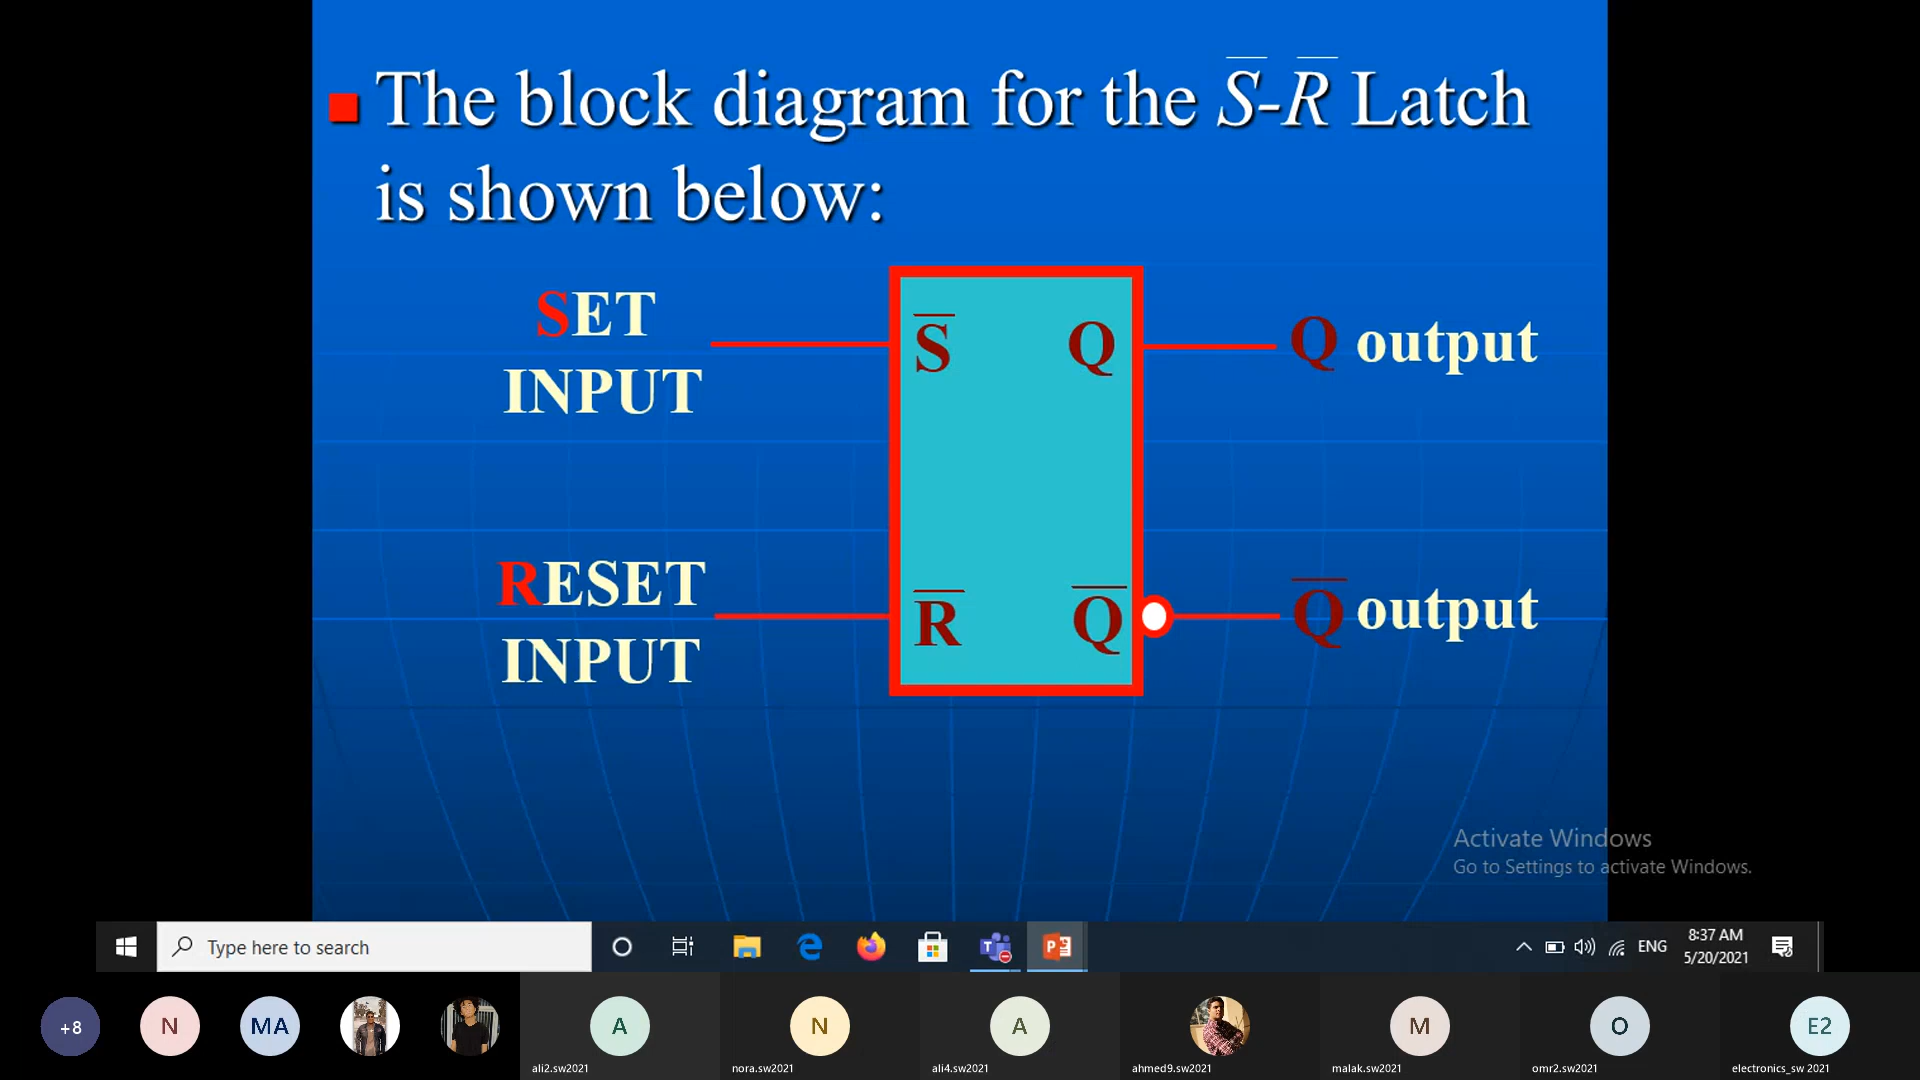 The block diagram for the S̅-R̅ Latch
is shown below:
SET
INPUT
S̅
Q
Q output
RESET
INPUT
R̅
Q̅
Q̅ output
Activate Windows
Go to Settings to activate Windows.
Type here to search
ENG
8:37 AM
5/20/2021
+8
N
MA
A
N
A
M
O
E2
ali2.sw2021
nora.sw2021
ali4.sw2021
ahmed9.sw2021
malak.sw2021
omr2.sw2021
electronics_sw 2021